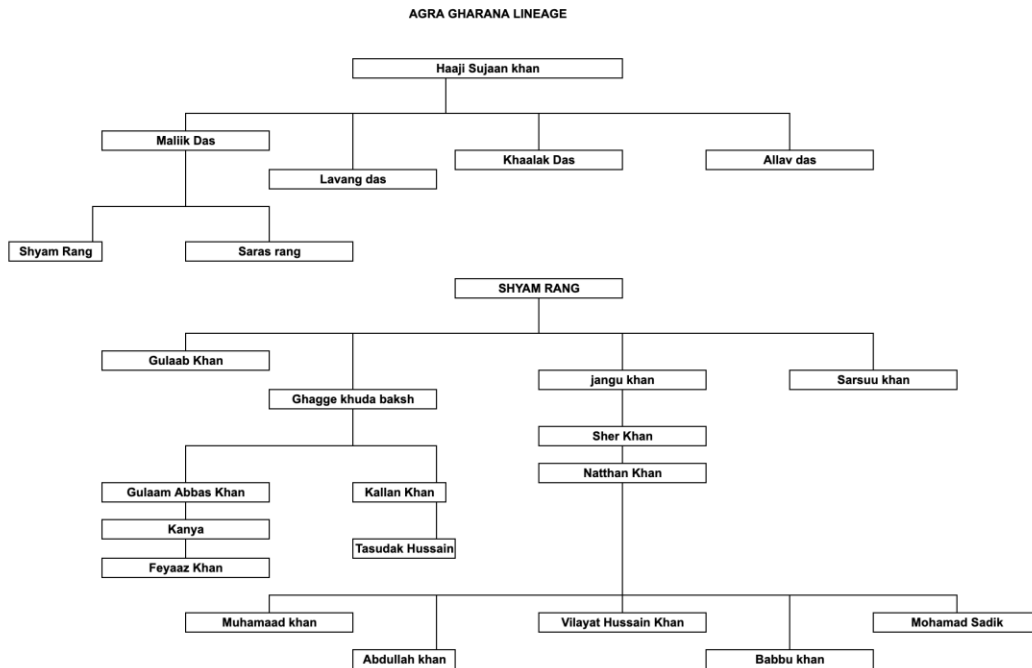 AGRA GHARANA LINEAGE
Haaji Sujaan khan
Maliik Das
Khaalak Das
Allav das
Lavang das
Shyam Rang
Saras rang
SHYAM RANG
Gulaab Khan
jangu khan
Sarsuu khan
Ghagge khuda baksh
Sher Khan
Natthan Khan
Gulaam Abbas Khan
Kallan Khan
Kanya
Tasudak Hussain
Feyaaz Khan
Muhamaad khan
Vilayat Hussain Khan
Mohamad Sadik
Abdullah khan
Babbu khan